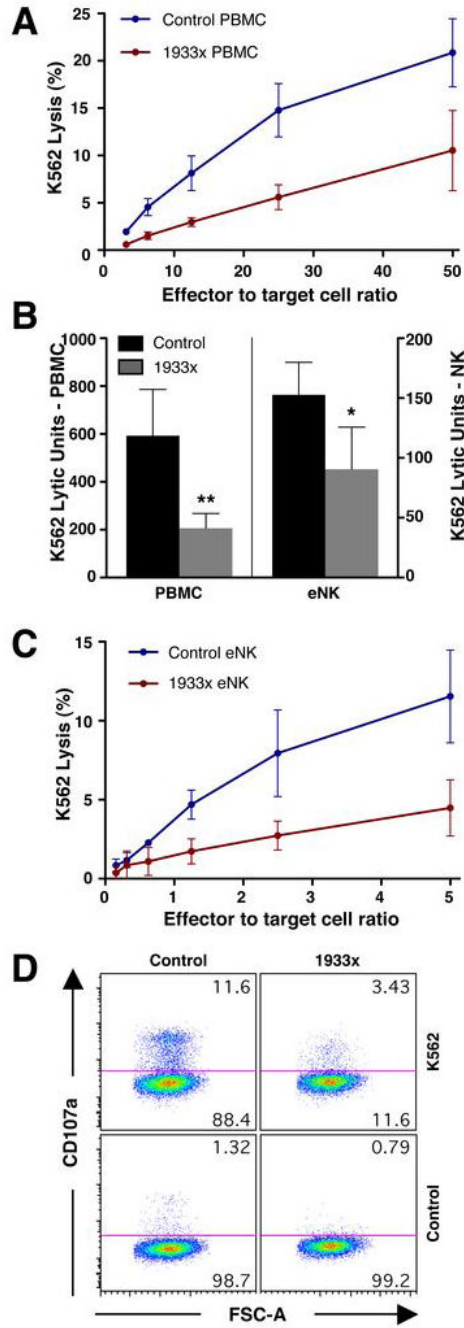 A
Control PBMC
1933x PBMC
K562 Lysis (%)
25
20
15
10
5
0
10 20 30 40 50
Effector to target cell ratio
B
Control
1933x
K562 Lytic Units - PBMC
1000
800
600
400
200
0
K562 Lytic Units - NK
200
150
100
50
0
**
*
PBMC eNK
C
Control eNK
1933x eNK
K562 Lysis (%)
15
10
5
0
0 1 2 3 4 5
Effector to target cell ratio
D
Control 1933x
11.6 3.43
K562
88.4 11.6
1.32 0.79
Control
98.7 99.2
CD107a
FSC-A